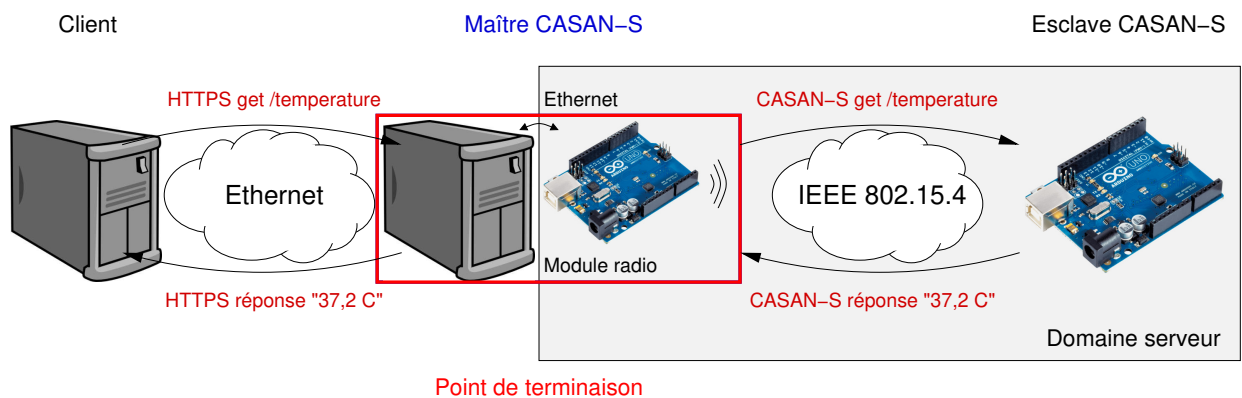 Client
Maître CASAN–S
Esclave CASAN–S
HTTPS get /temperature
Ethernet
CASAN–S get /temperature
Ethernet
IEEE 802.15.4
Module radio
HTTPS réponse "37,2 C"
CASAN–S réponse "37,2 C"
Domaine serveur
Point de terminaison